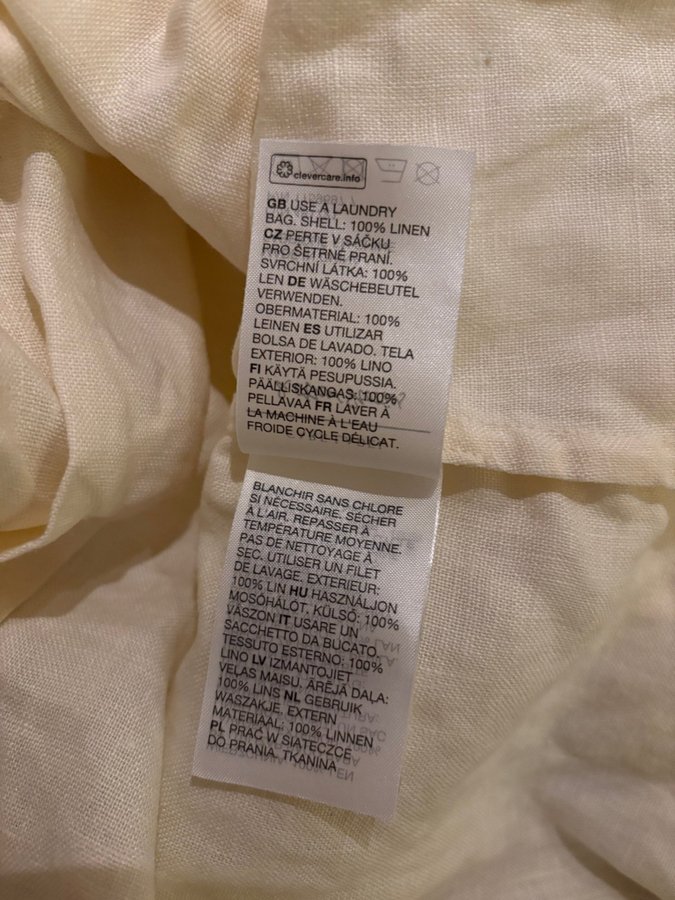 clevercare.info
GB USE A LAUNDRY
BAG. SHELL: 100% LINEN
CZ PERTE V SÁČKU
PRO ŠETRNÉ PRANÍ.
SVRCHNÍ LÁTKA: 100%
LEN DE WÄSCHEBEUTEL
VERWENDEN.
OBERMATERIAL: 100%
LEINEN ES UTILIZAR
BOLSA DE LAVADO. TELA
EXTERIOR: 100% LINO
FI KÄYTÄ PESUPUSSIA.
PÄÄLLISKANGAS: 100%
PELLAVAA FR LAVER À
LA MACHINE À L'EAU
FROIDE CYCLE DÉLICAT.
BLANCHIR SANS CHLORE
SI NÉCESSAIRE. SÉCHER
À L'AIR. REPASSER À
TEMPÉRATURE MOYENNE.
PAS DE NETTOYAGE À
SEC. UTILISER UN FILET
DE LAVAGE. EXTERIEUR:
100% LIN HU HASZNÁLJON
MOSÓHÁLÓT. KÜLSŐ: 100%
VÁSZON IT USARE UN
SACCHETTO DA BUCATO.
TESSUTO ESTERNO: 100%
LINO LV IZMANTOJIET
VEĻAS MAISU. ĀRĒJĀ DAĻA:
100% LINS NL GEBRUIK
WASZAKJE. EXTERN
MATERIAAL: 100% LINNEN
PL PRAĆ W SIATECZCE
DO PRANIA. TKANINA